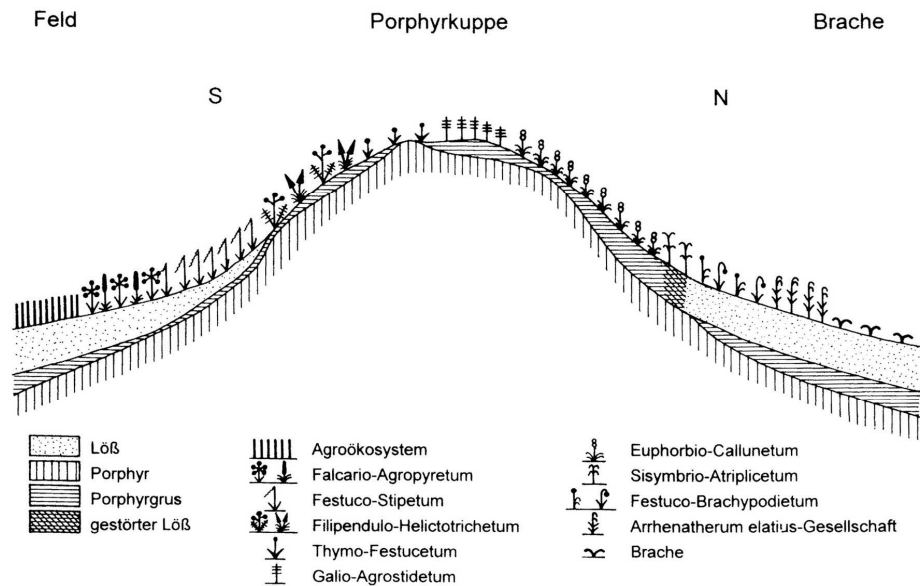 Feld Porphyrkuppe Brache
S N
Löß
Porphyr
Porphyrgrus
gestörter Löß
Agroökosystem
Falcario-Agropyretum
Festuco-Stipetum
Filipendulo-Helictotrichetum
Thymo-Festucetum
Galio-Agrostidetum
Euphorbio-Callunetum
Sisymbrio-Atriplicetum
Festuco-Brachypodietum
Arrhenatherum elatius-Gesellschaft
Brache